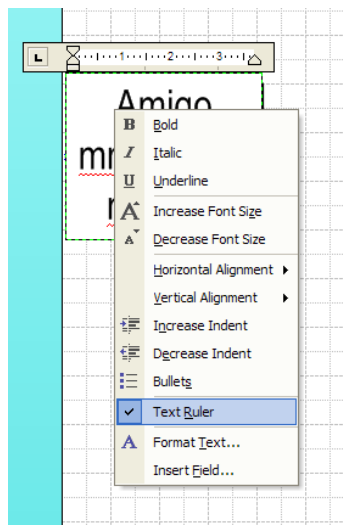 L 1 2 3
Amigo
Bold
Italic
Underline
Increase Font Size
Decrease Font Size
Horizontal Alignment
Vertical Alignment
Increase Indent
Decrease Indent
Bullets
Text Ruler
Format Text...
Insert Field...